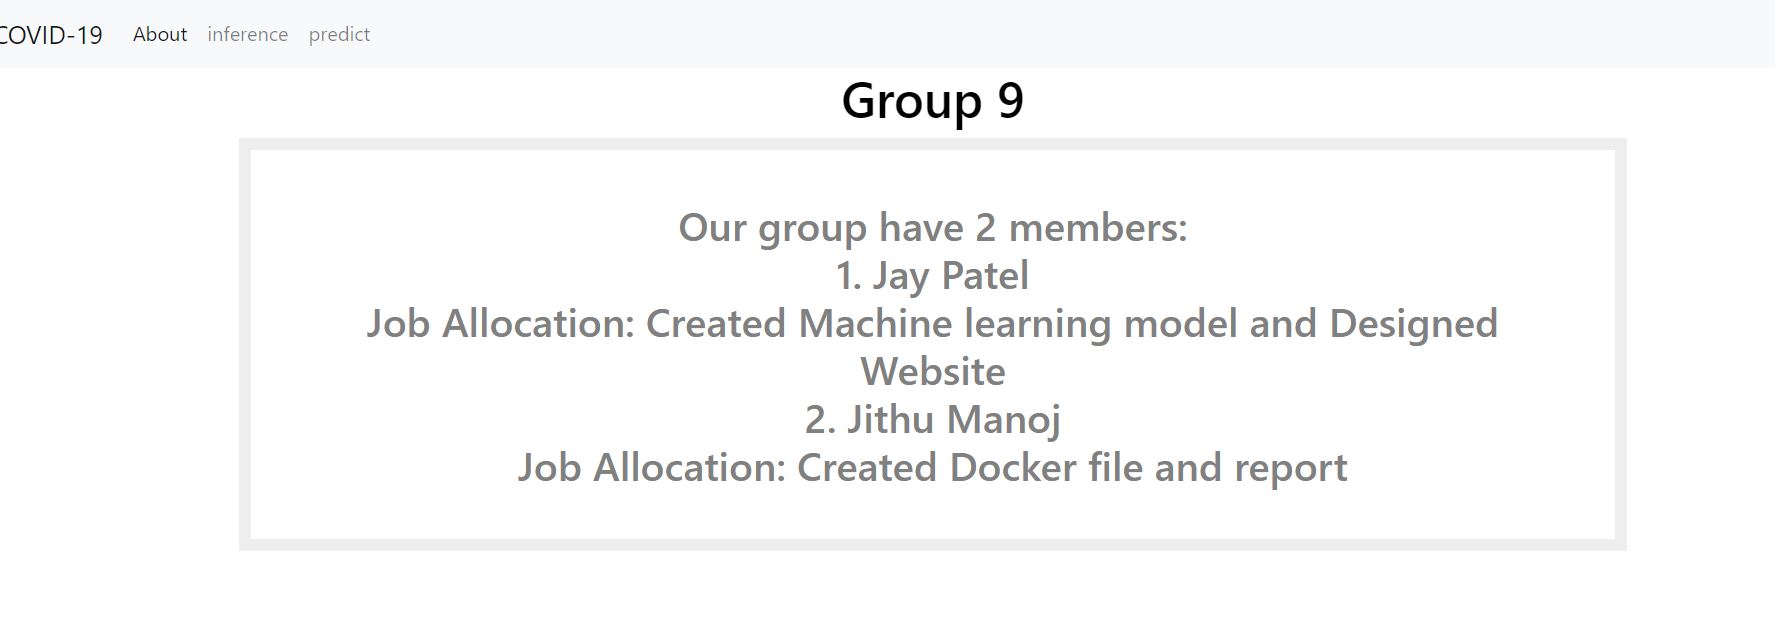 COVID-19 About inference predict
Group 9
Our group have 2 members:
1. Jay Patel
Job Allocation: Created Machine learning model and Designed
Website
2. Jithu Manoj
Job Allocation: Created Docker file and report